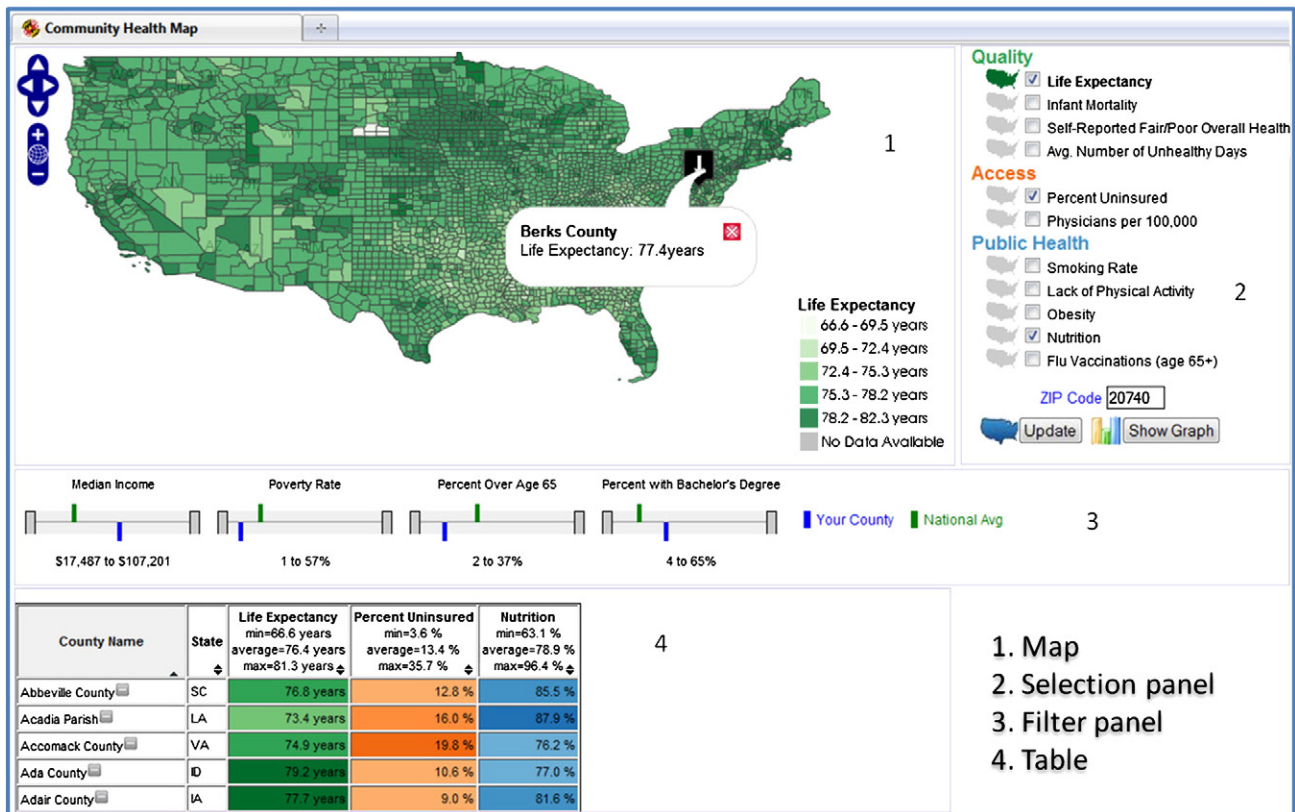 Community Health Map
1
Berks County
Life Expectancy: 77.4years
Life Expectancy
66.6 - 69.5 years
69.5 - 72.4 years
72.4 - 75.3 years
75.3 - 78.2 years
78.2 - 82.3 years
No Data Available
Quality
Life Expectancy
Infant Mortality
Self-Reported Fair/Poor Overall Health
Avg. Number of Unhealthy Days
Access
Percent Uninsured
Physicians per 100,000
Public Health
Smoking Rate
Lack of Physical Activity
2
Obesity
Nutrition
Flu Vaccinations (age 65+)
ZIP Code 20740
Update Show Graph
Median Income Poverty Rate Percent Over Age 65 Percent with Bachelor's Degree
Your County National Avg 3
$17,487 to $107,201 1 to 57% 2 to 37% 4 to 65%
County Name State
Life Expectancy
min=66.6 years
average=76.4 years
max=81.3 years
Percent Uninsured
min=3.6 %
average=13.4 %
max=35.7 %
Nutrition
min=63.1 %
average=78.9 %
max=96.4 %
4
Abbeville County SC 76.8 years 12.8 % 85.5 %
Acadia Parish LA 73.4 years 16.0 % 87.9 %
Accomack County VA 74.9 years 19.8 % 76.2 %
Ada County ID 79.2 years 10.6 % 77.0 %
Adair County IA 77.7 years 9.0 % 81.6 %
1. Map
2. Selection panel
3. Filter panel
4. Table